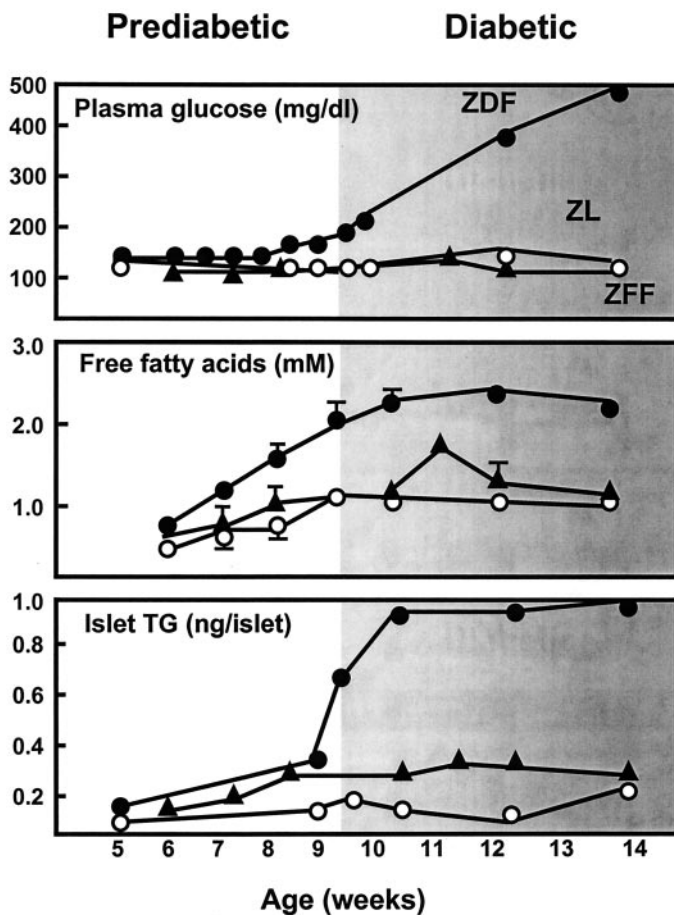 Prediabetic Diabetic
500
Plasma glucose (mg/dl)
ZDF
400
300
ZL
200
100
ZFF
3.0
Free fatty acids (mM)
2.0
1.0
1.0
Islet TG (ng/islet)
0.8
0.6
0.4
0.2
5 6 7 8 9 10 11 12 13 14
Age (weeks)